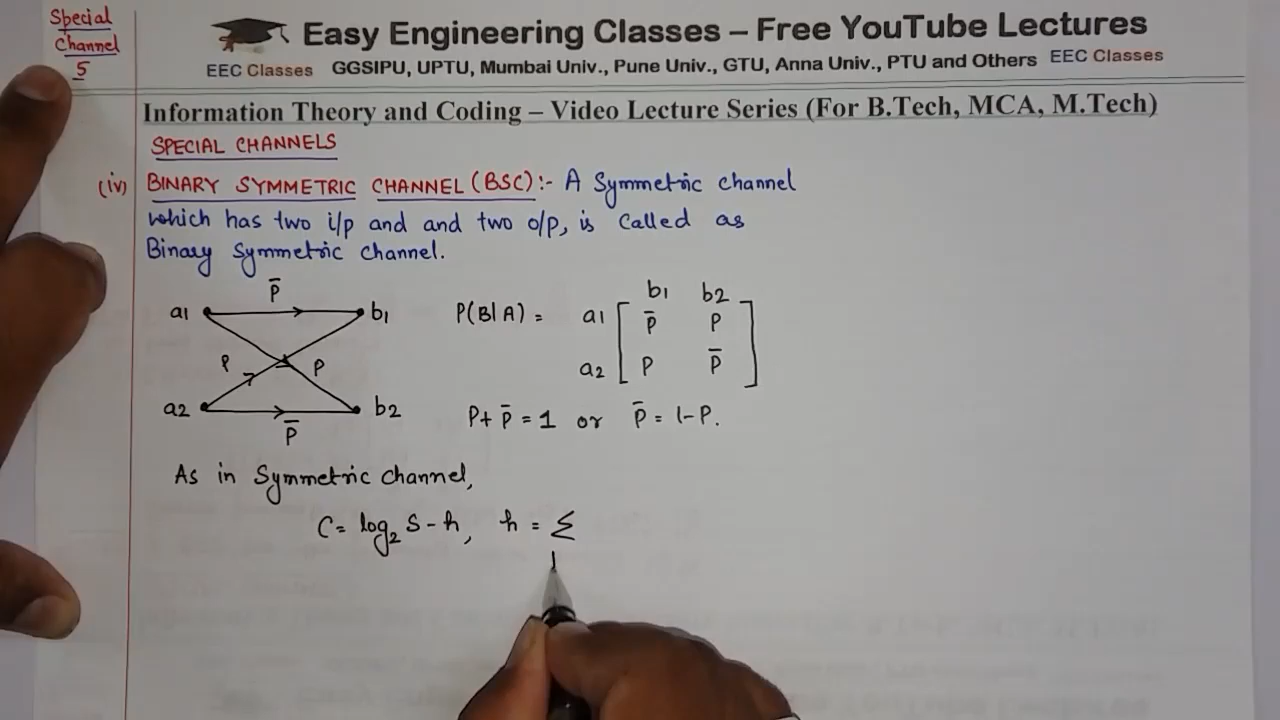 Special
Channel
5
Easy Engineering Classes – Free YouTube Lectures
EEC Classes GGSIPU, UPTU, Mumbai Univ., Pune Univ., GTU, Anna Univ., PTU and Others EEC Classes
Information Theory and Coding – Video Lecture Series (For B.Tech, MCA, M.Tech)
SPECIAL CHANNELS
(iv) BINARY SYMMETRIC CHANNEL (BSC):- A Symmetric channel
which has two i/p and and two o/p, is called as
Binary Symmetric Channel.
P̄
a1 b1
P P
a2 b2
P̄
b1 b2
P(B|A) = a1 [ P̄ P
a2 P P̄ ]
P + P̄ = 1 or P̄ = 1-P.
As in Symmetric channel,
C = log₂ S - h, h = Σ